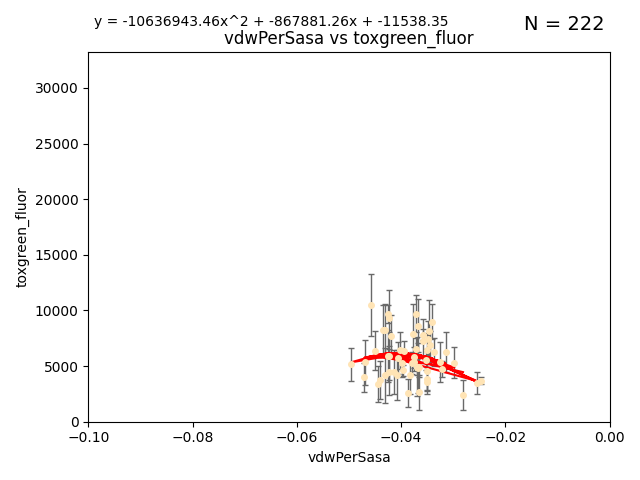 y = -10636943.46x^2 + -867881.26x + -11538.35
N = 222
vdwPerSasa vs toxgreen_fluor
30000
25000
20000
15000
10000
5000
0
toxgreen_fluor
−0.10
−0.08
−0.06
−0.04
−0.02
0.00
vdwPerSasa